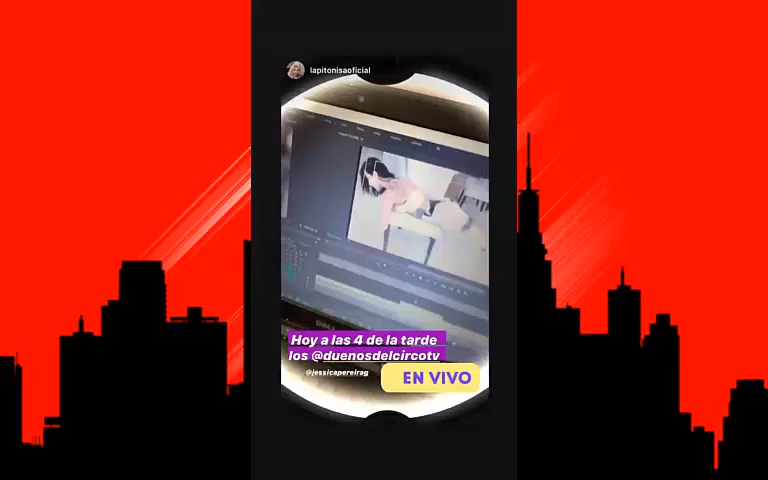 lapitonisaoficial
Hoy a las 4 de la tarde
los @duenosdelcircotv
@jessicapereirag
EN VIVO